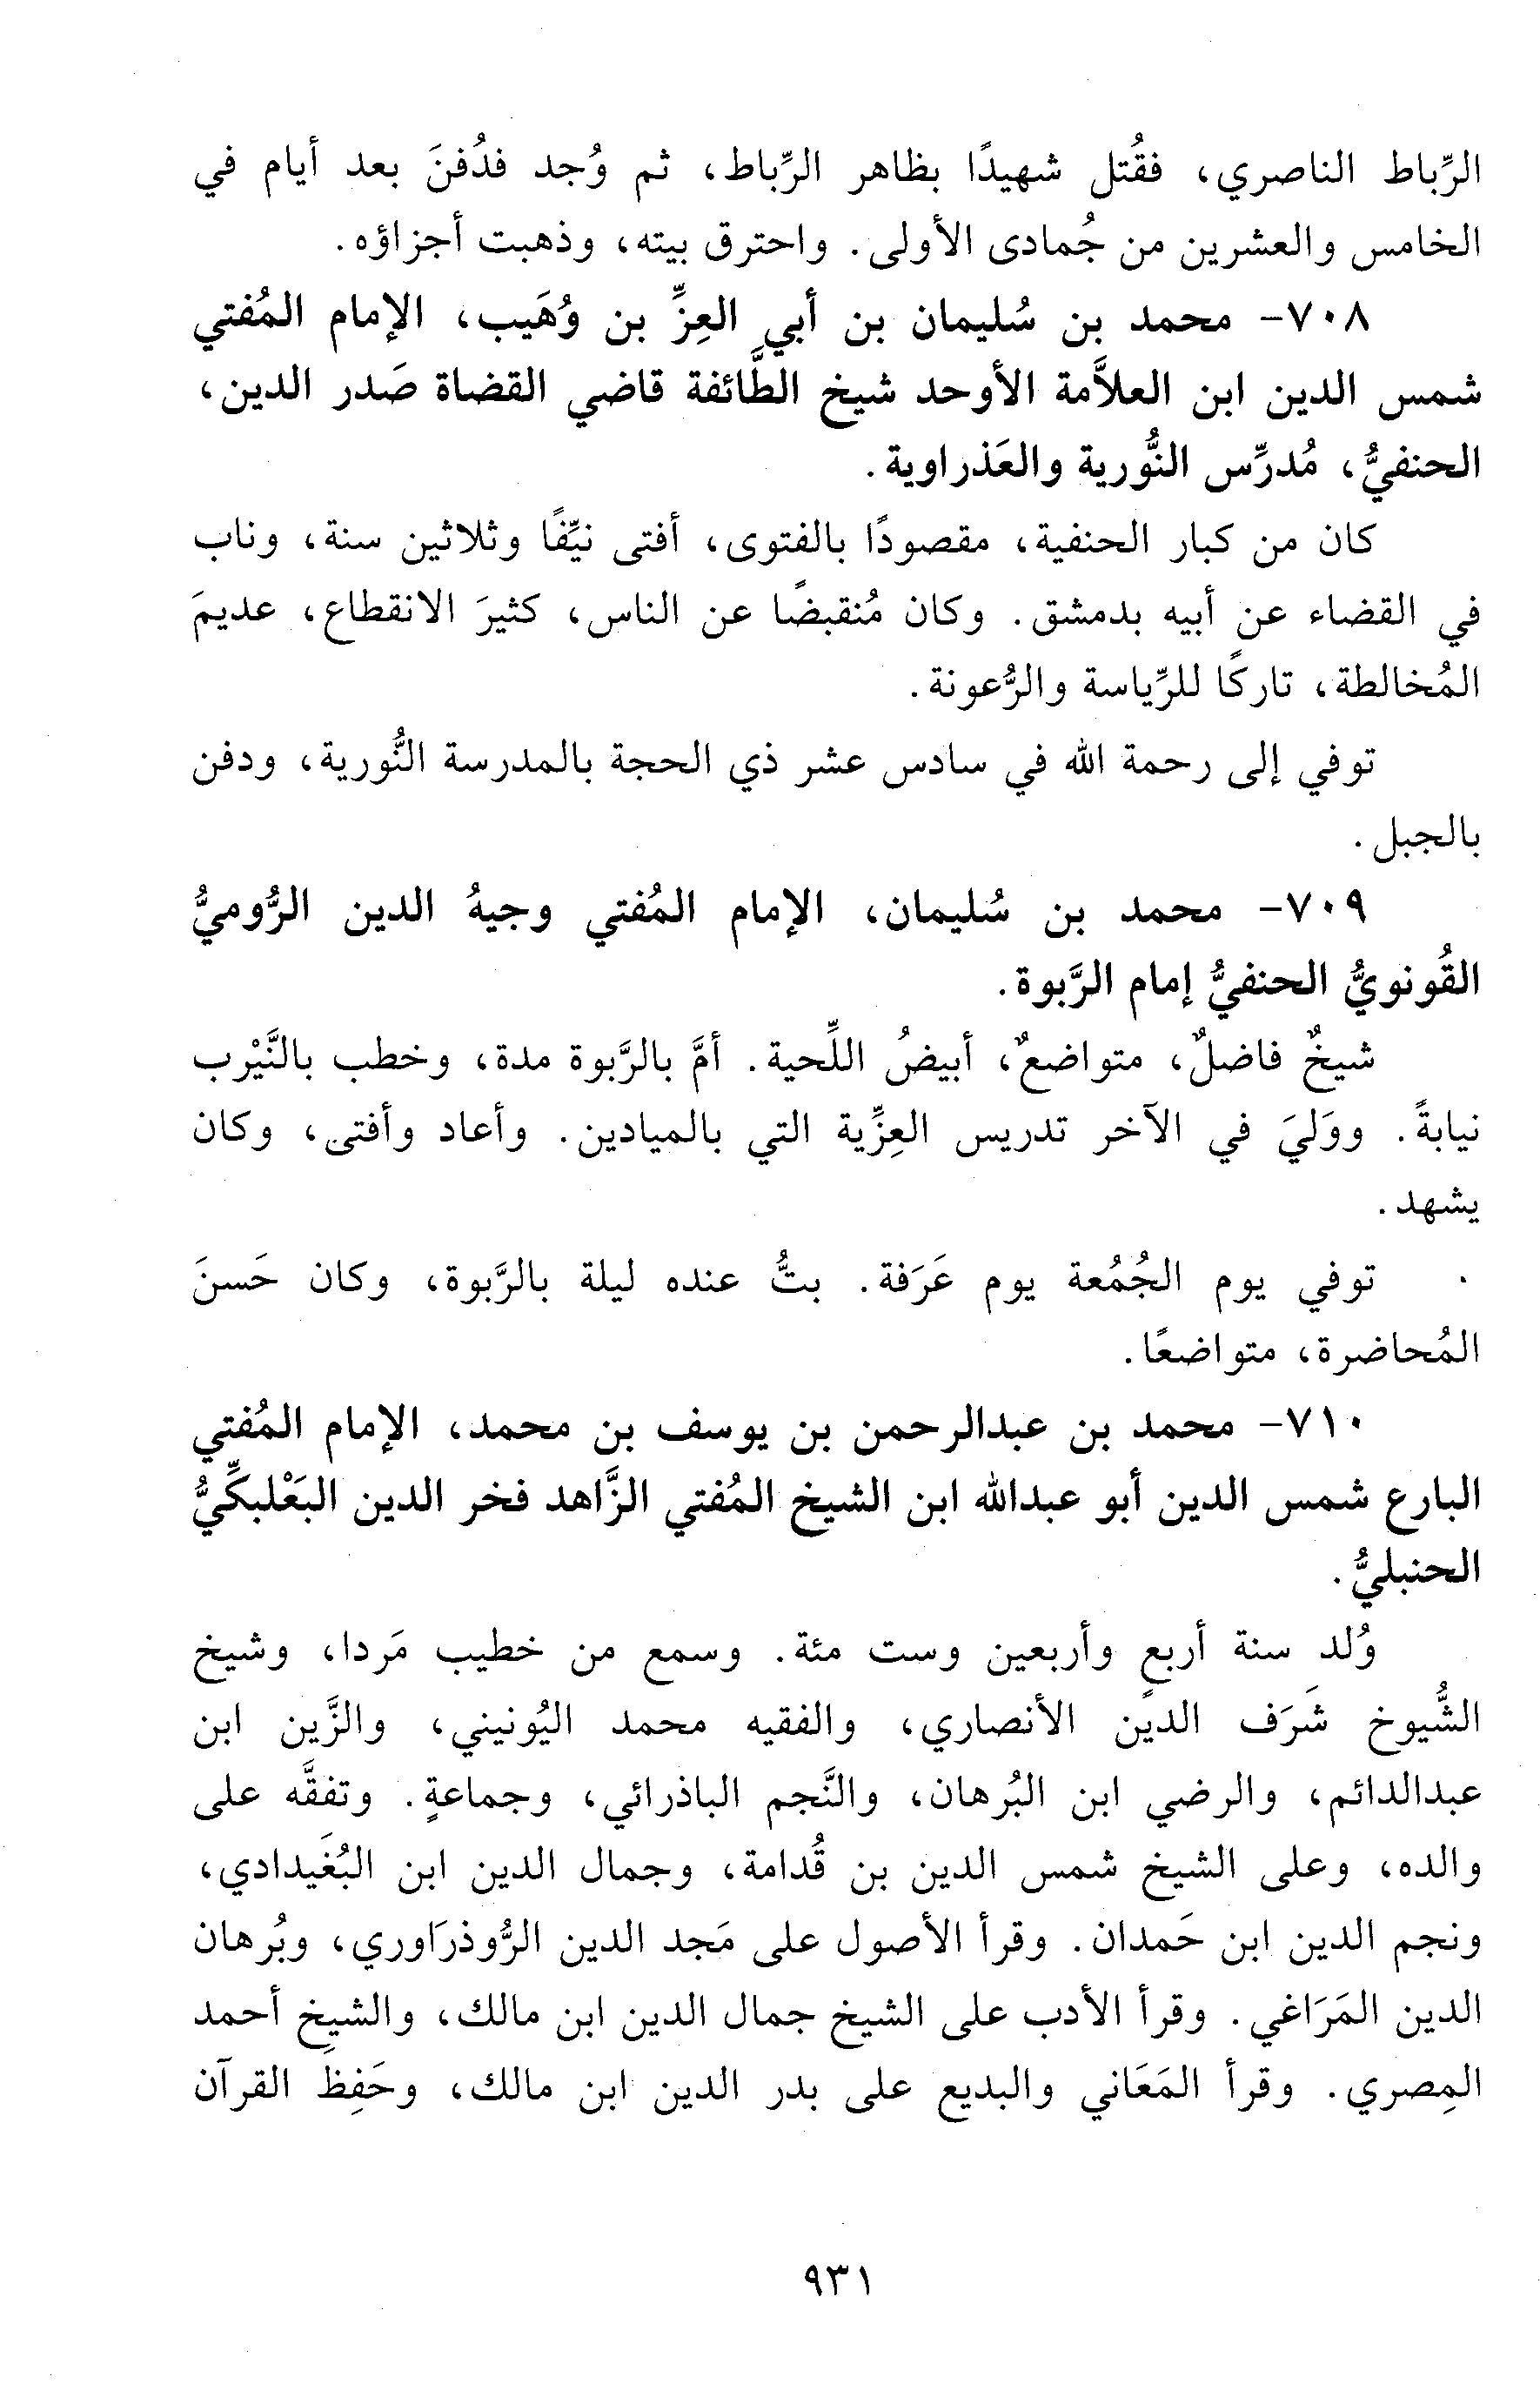 الرِّباط الناصري، فقُتل شهيدًا بظاهر الرِّباط، ثم وُجد فدُفنَ بعد أيام في
الخامس والعشرين من جُمادى الأولى. واحترق بيته، وذهبت أجزاؤه.
٧٠٨- محمد بن سُليمان بن أبي العِزِّ بن وُهَيب، الإمام المُفتي
شمس الدين ابن العلاَّمة الأوحد شيخ الطَّائفة قاضي القضاة صَدر الدين،
الحنفيُّ، مُدرِّس النُّورية والعَذراوية.
كان من كبار الحنفية، مقصودًا بالفتوى، أفتى نيِّفًا وثلاثين سنة، وناب
في القضاء عن أبيه بدمشق. وكان مُنقبضًا عن الناس، كثيرَ الانقطاع، عديمَ
المُخالطة، تاركًا للرِّياسة والرُّعونة.
توفي إلى رحمة الله في سادس عشر ذي الحجة بالمدرسة النُّورية، ودفن
بالجبل.
٧٠٩- محمد بن سُليمان، الإمام المُفتي وجيهُ الدين الرُّوميُّ
القُونويُّ الحنفيُّ إمام الرَّبوة.
شيخٌ فاضلٌ، متواضعٌ، أبيضُ اللِّحية. أمَّ بالرَّبوة مدة، وخطب بالنَّيْرب
نيابةً. ووَليَ في الآخر تدريس العِزِّية التي بالميادين. وأعاد وأفتى، وكان
يشهد.
توفي يوم الجُمُعة يوم عَرَفة. بتُّ عنده ليلة بالرَّبوة، وكان حَسنَ
المُحاضرة، متواضعًا.
٧١٠- محمد بن عبدالرحمن بن يوسف بن محمد، الإمام المُفتي
البارع شمس الدين أبو عبدالله ابن الشيخ المُفتي الزَّاهد فخر الدين البَعْلبكِّيُّ
الحنبليُّ.
وُلد سنة أربعٍ وأربعين وست مئة. وسمع من خطيب مَردا، وشيخ
الشُّيوخ شَرَف الدين الأنصاري، والفقيه محمد اليُونيني، والزَّين ابن
عبدالدائم، والرضي ابن البُرهان، والنَّجم الباذرائي، وجماعةٍ. وتفقَّه على
والده، وعلى الشيخ شمس الدين بن قُدامة، وجمال الدين ابن البُغَيدادي،
ونجم الدين ابن حَمدان. وقرأ الأصول على مَجد الدين الرُّوذرَاوري، وبُرهان
الدين المَرَاغي. وقرأ الأدب على الشيخ جمال الدين ابن مالك، والشيخ أحمد
المِصري. وقرأ المَعَاني والبديع على بدر الدين ابن مالك، وحَفِظَ القرآن
٩٣١